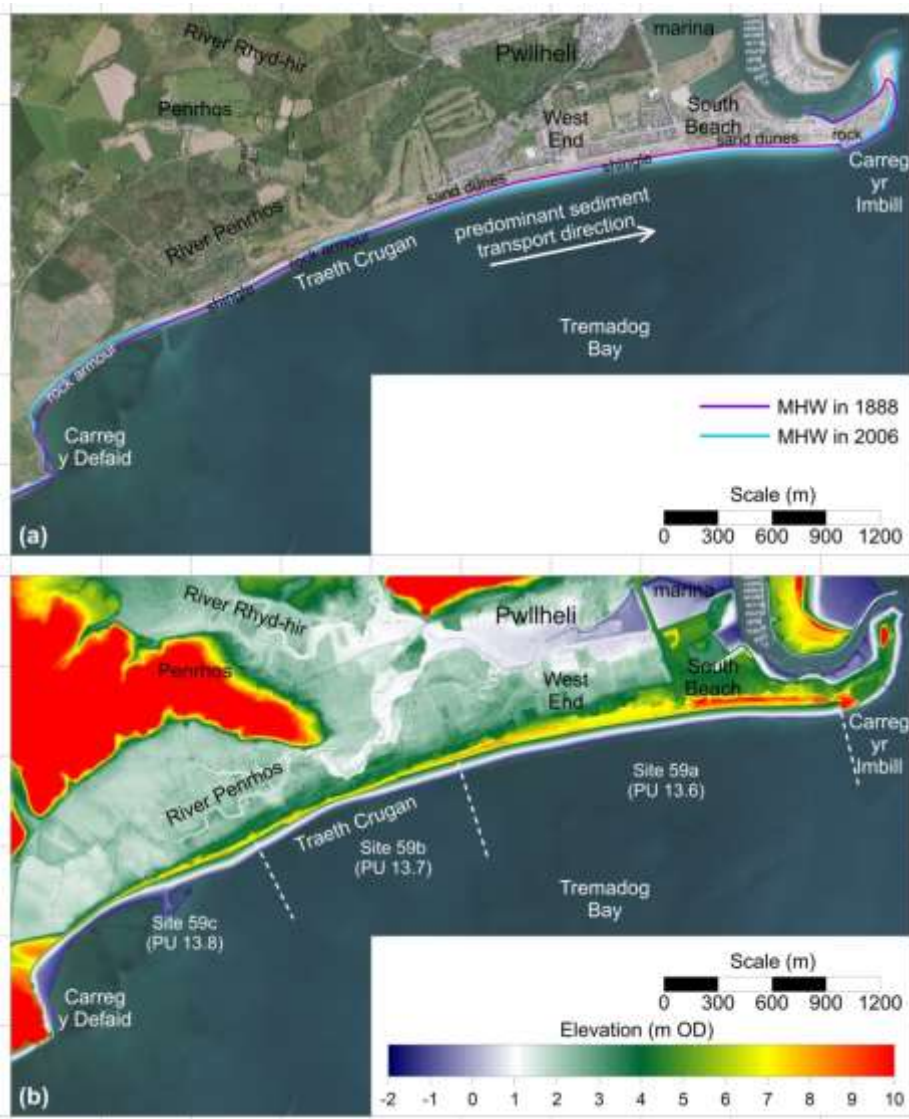 River Rhyd-hir
Pwllheli
marina
Penrhos
West
End
South
Beach
sand dunes
rock
Carreg
yr
Imbill
shingle
sand dunes
predominant sediment
transport direction
River Penrhos
rock armour
Traeth Crugan
shingle
Tremadog
Bay
rock armour
Carreg
y Defaid
MHW in 1888
MHW in 2006
Scale (m)
0 300 600 900 1200
(a)
River Rhyd-hir
Pwllheli
marina
Penrhos
West
End
South
Beach
Carreg
yr
Imbill
River Penrhos
Site 59a
(PU 13.6)
Traeth Crugan
Site 59b
(PU 13.7)
Tremadog
Bay
Site 59c
(PU 13.8)
Scale (m)
0 300 600 900 1200
Carreg
y Defaid
Elevation (m OD)
-2 -1 0 1 2 3 4 5 6 7 8 9 10
(b)